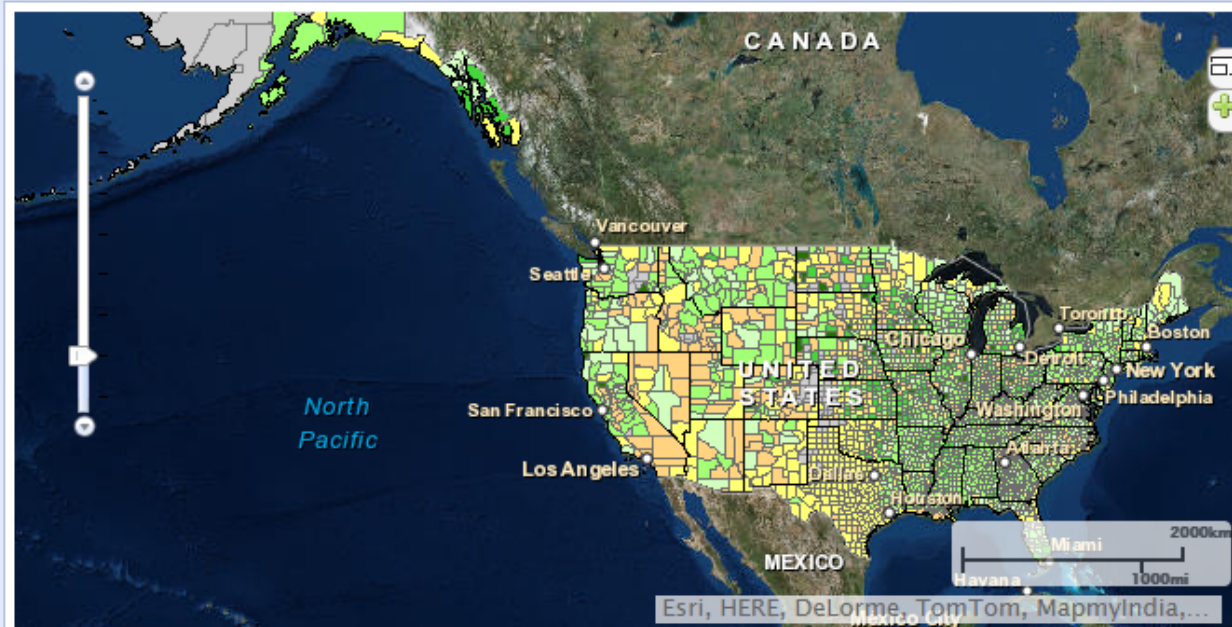 CANADA
Vancouver
Seattle
Toronto
Chicago
Boston
Detroit
New York
UNITED
STATES
Philadelphia
North
Pacific
San Francisco
Washington
Los Angeles
Atlanta
Dallas
Houston
2000km
Miami
MEXICO
1000mi
Havana
Esri, HERE, DeLorme, TomTom, MapmyIndia,...
Mexico City